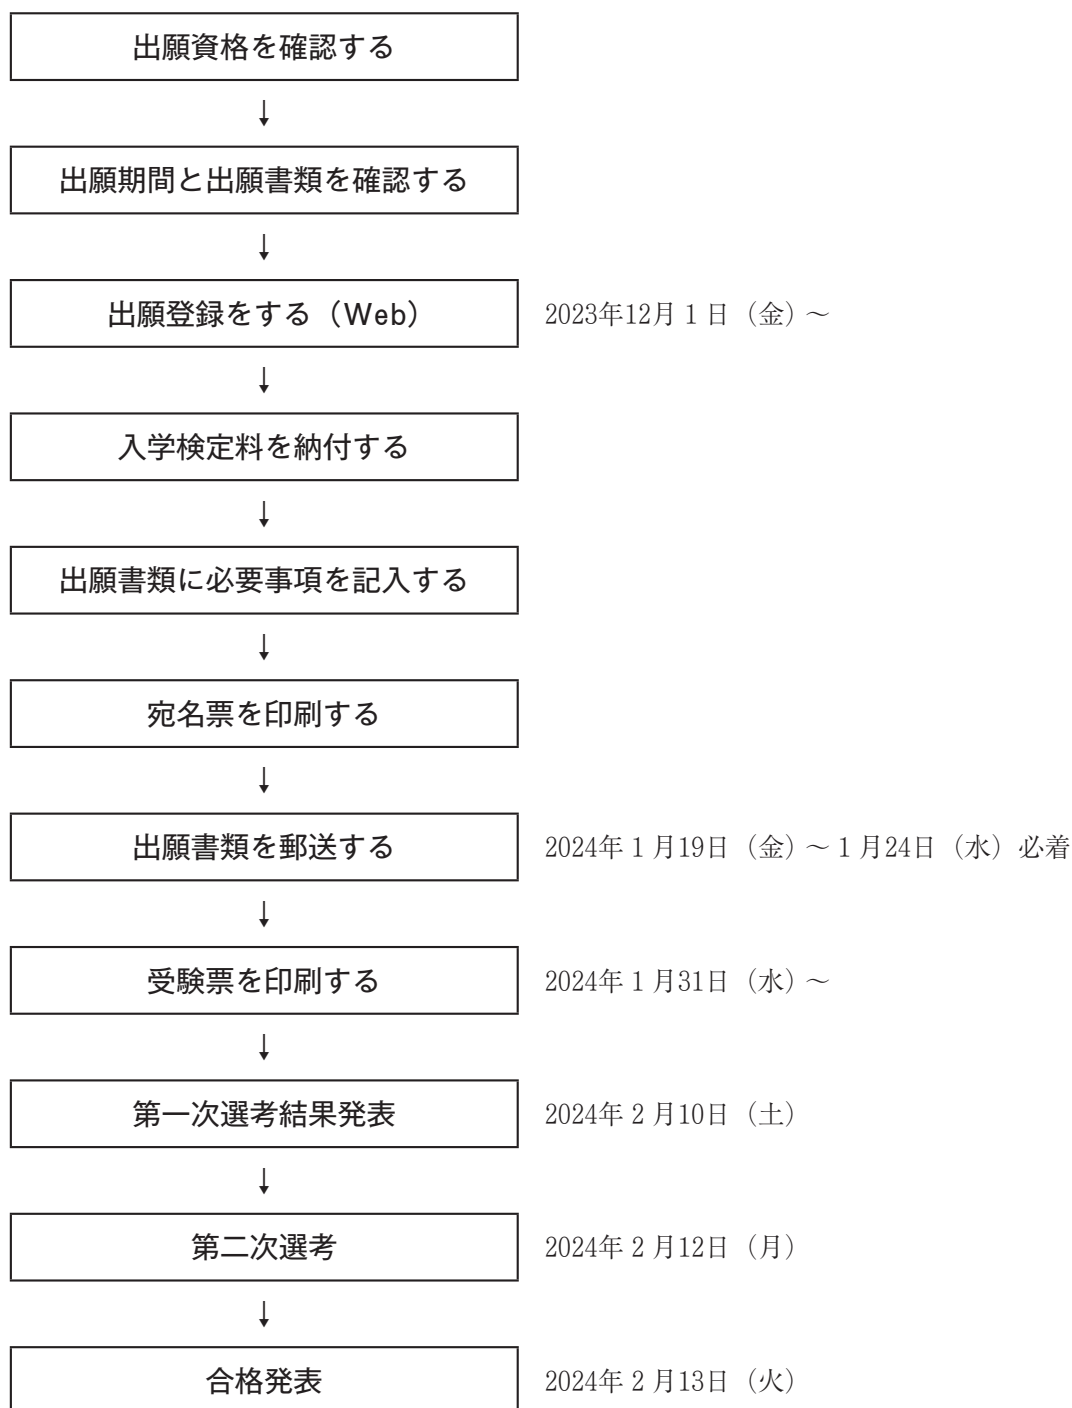 出願資格を確認する
↓
出願期間と出願書類を確認する
↓
出願登録をする（Web） 2023年12月1日（金）～
↓
入学検定料を納付する
↓
出願書類に必要事項を記入する
↓
宛名票を印刷する
↓
出願書類を郵送する 2024年1月19日（金）～1月24日（水）必着
↓
受験票を印刷する 2024年1月31日（水）～
↓
第一次選考結果発表 2024年2月10日（土）
↓
第二次選考 2024年2月12日（月）
↓
合格発表 2024年2月13日（火）